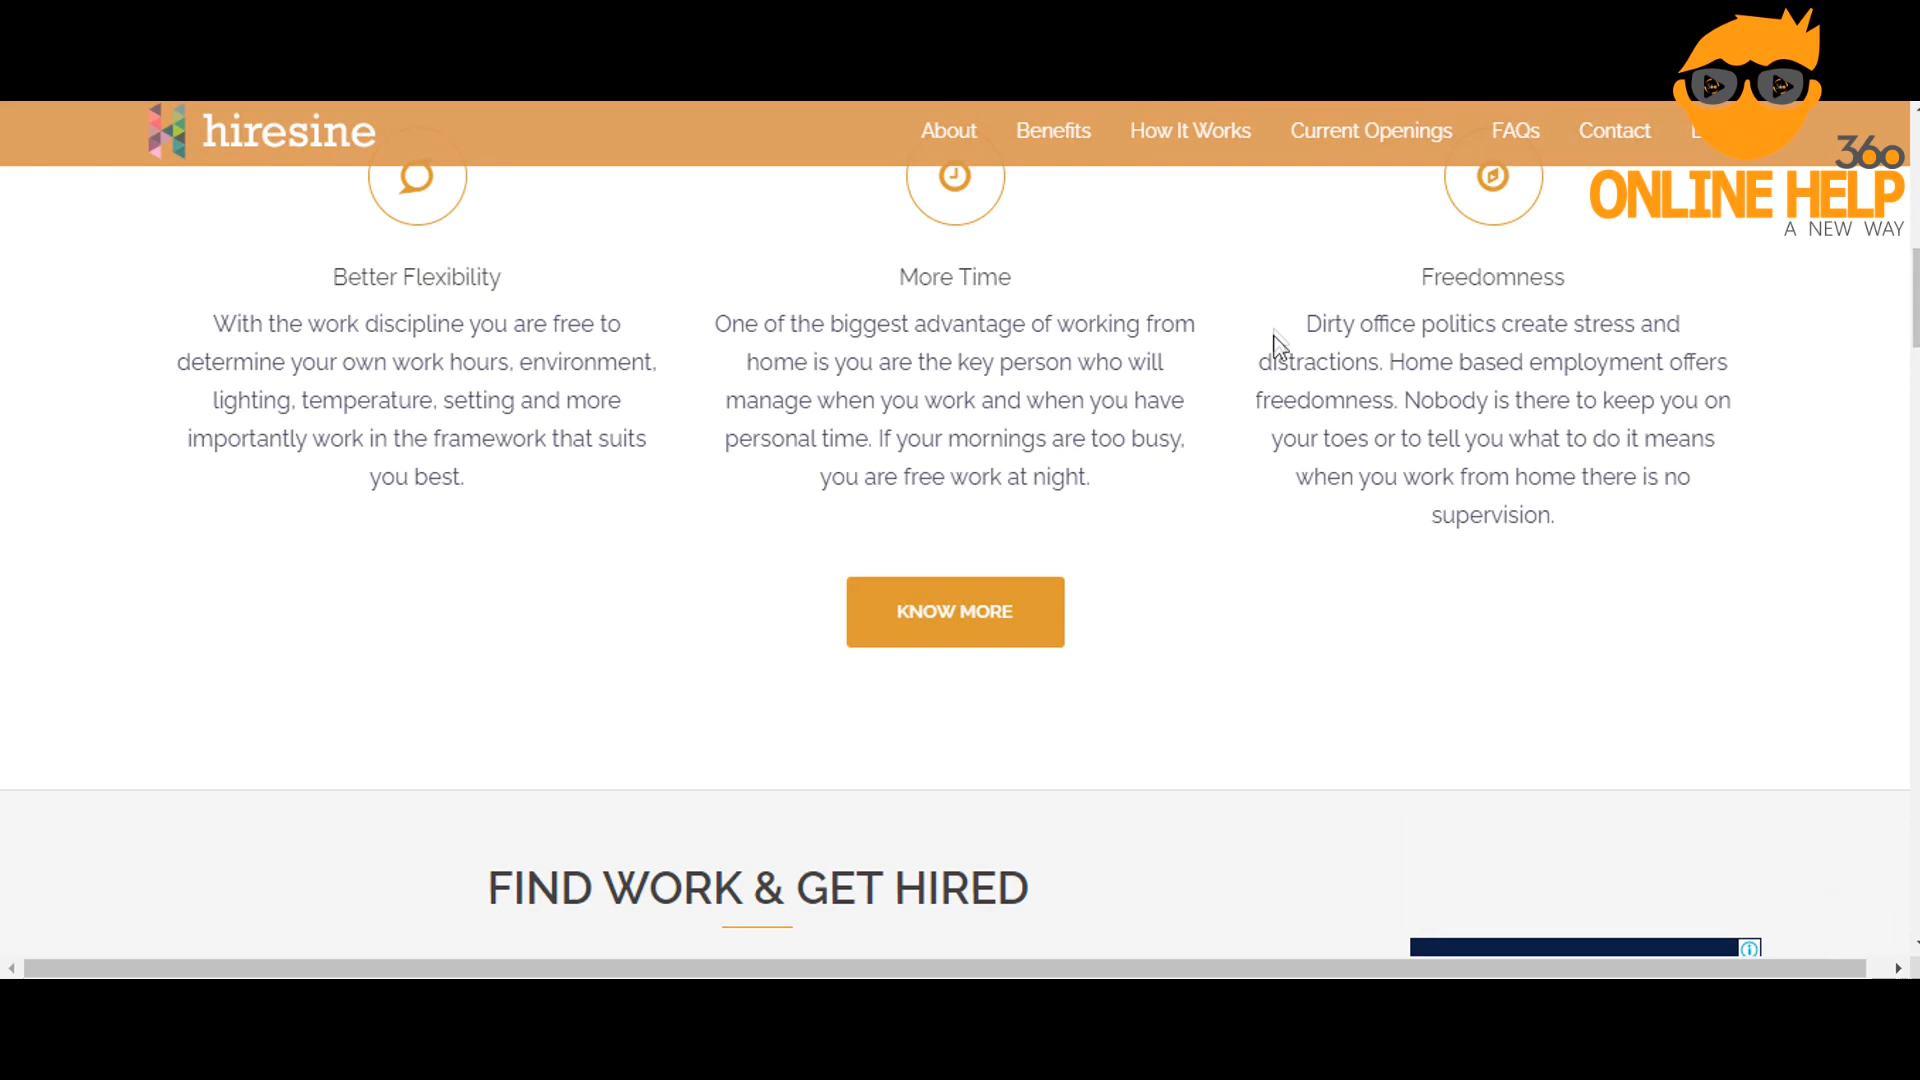 hiresine
About Benefits How It Works Current Openings FAQs Contact
360
ONLINE HELP
A NEW WAY
Better Flexibility
With the work discipline you are free to
determine your own work hours, environment,
lighting, temperature, setting and more
importantly work in the framework that suits
you best.
More Time
One of the biggest advantage of working from
home is you are the key person who will
manage when you work and when you have
personal time. If your mornings are too busy,
you are free work at night.
Freedomness
Dirty office politics create stress and
distractions. Home based employment offers
freedomness. Nobody is there to keep you on
your toes or to tell you what to do it means
when you work from home there is no
supervision.
KNOW MORE
FIND WORK & GET HIRED